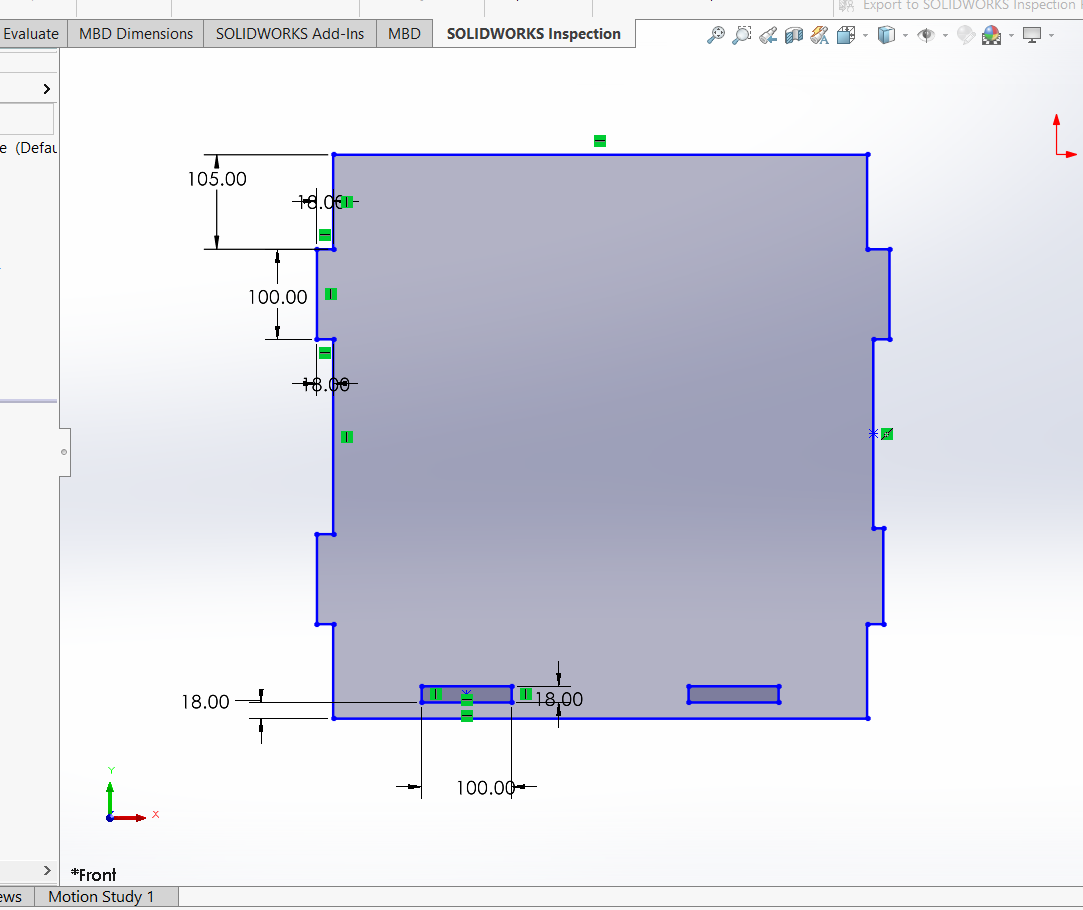 Export to SOLIDWORKS Inspection
Evaluate MBD Dimensions SOLIDWORKS Add-Ins MBD SOLIDWORKS Inspection
e (Defau
105.00
18.00
100.00
18.00
18.00
18.00
100.00
Y
X
*Front
ews Motion Study 1